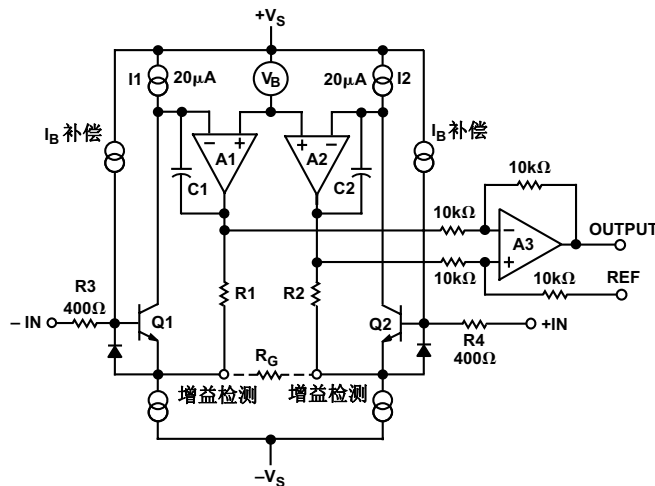 +VS
I1
20μA
VB
20μA
I2
IB 补偿
IB 补偿
−
+
A1
+
−
A2
C1
C2
10kΩ
10kΩ
−
+
A3
OUTPUT
10kΩ
10kΩ
REF
R3
400Ω
R1
R2
− IN
Q1
Q2
+IN
R4
400Ω
RG
增益检测
增益检测
−VS